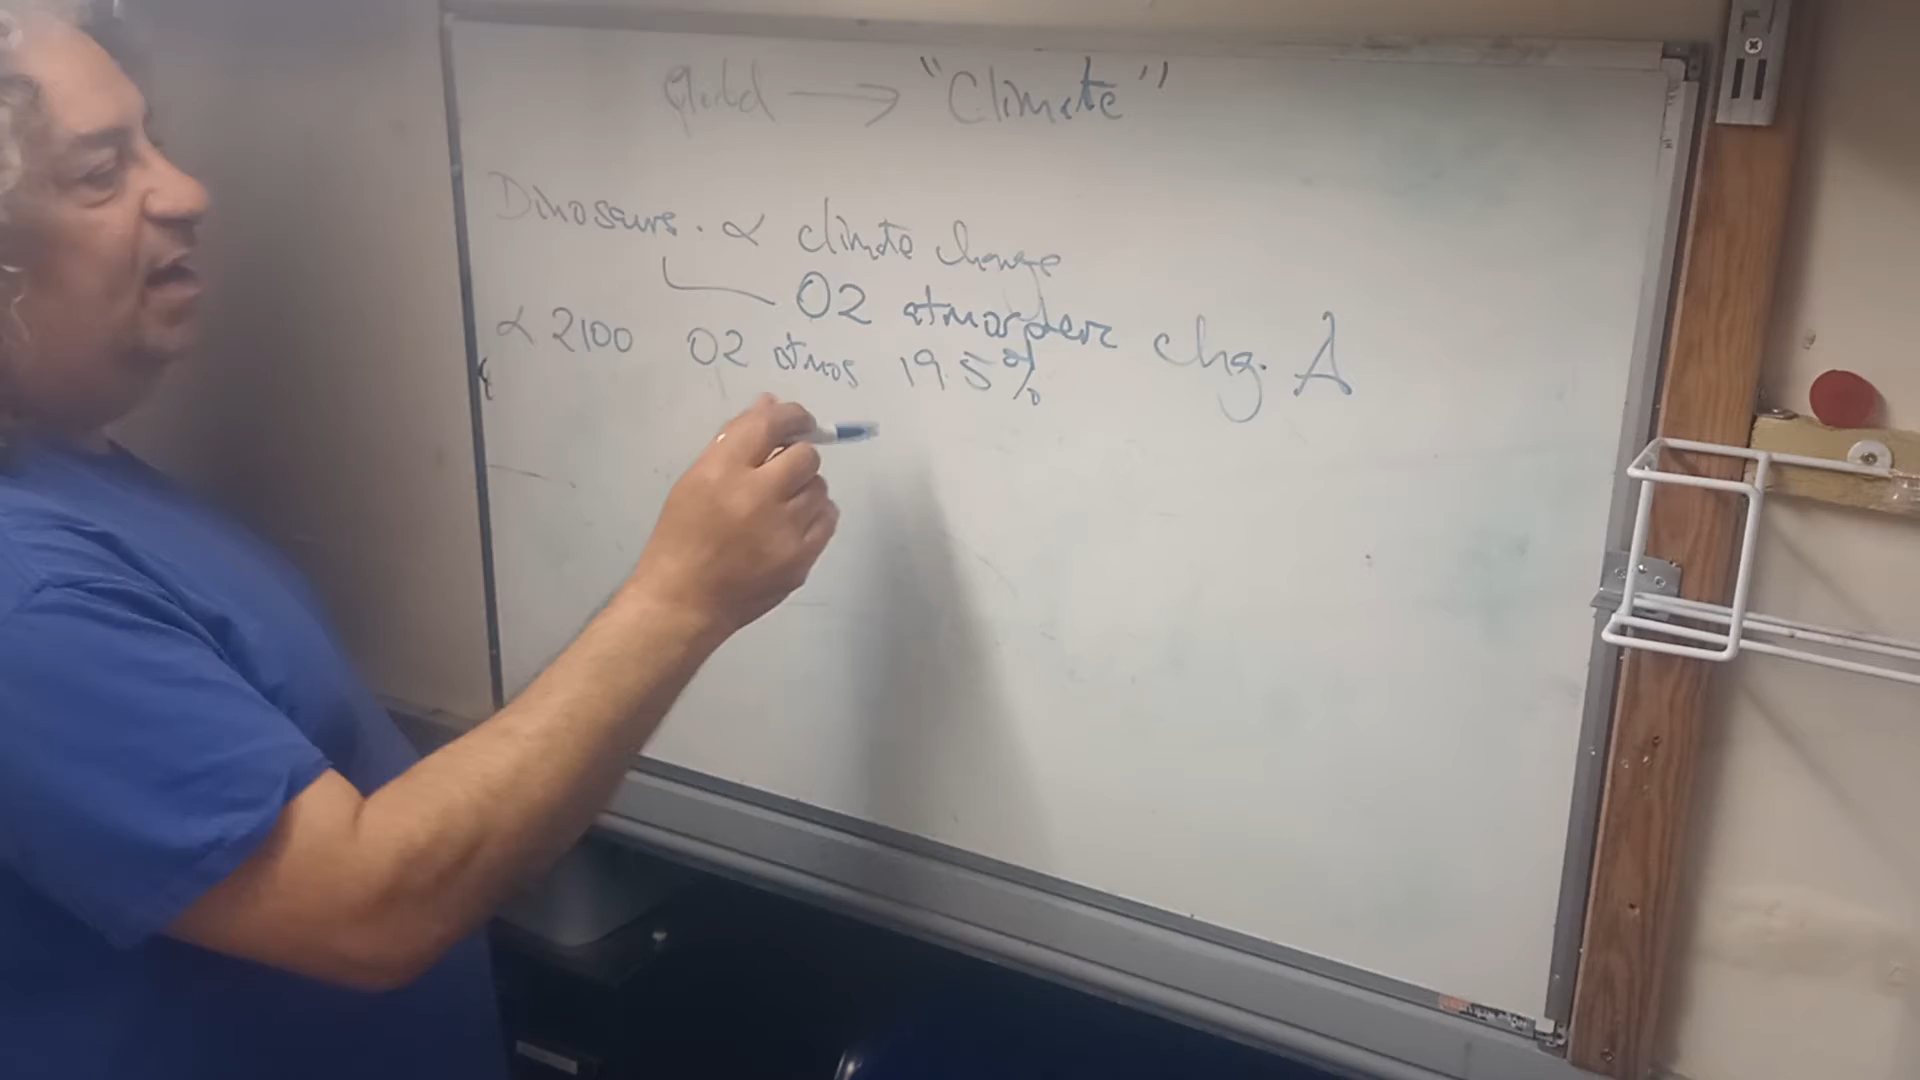 → "Climate"
Dinosaurs. α climate change
O2 atmosphere chg. Δ
α 2100 O2 atmos 19.5%